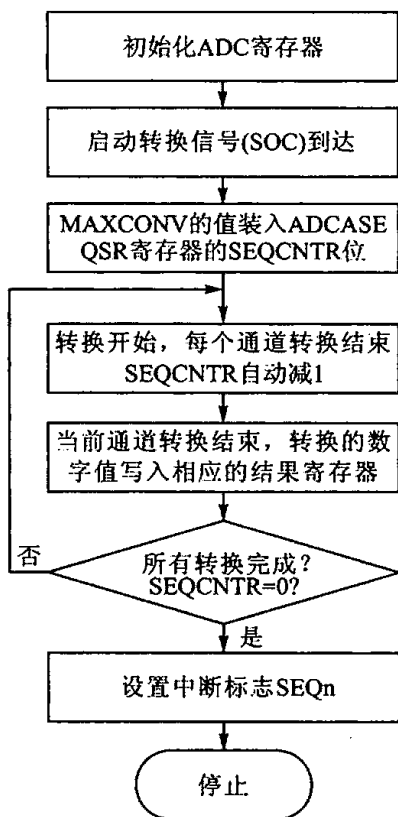 初始化ADC寄存器
启动转换信号(SOC)到达
MAXCONV的值装入ADCASE
QSR寄存器的SEQCNTR位
转换开始，每个通道转换结束
SEQCNTR自动减1
当前通道转换结束，转换的数
字值写入相应的结果寄存器
否
所有转换完成？
SEQCNTR=0?
是
设置中断标志SEQn
停止